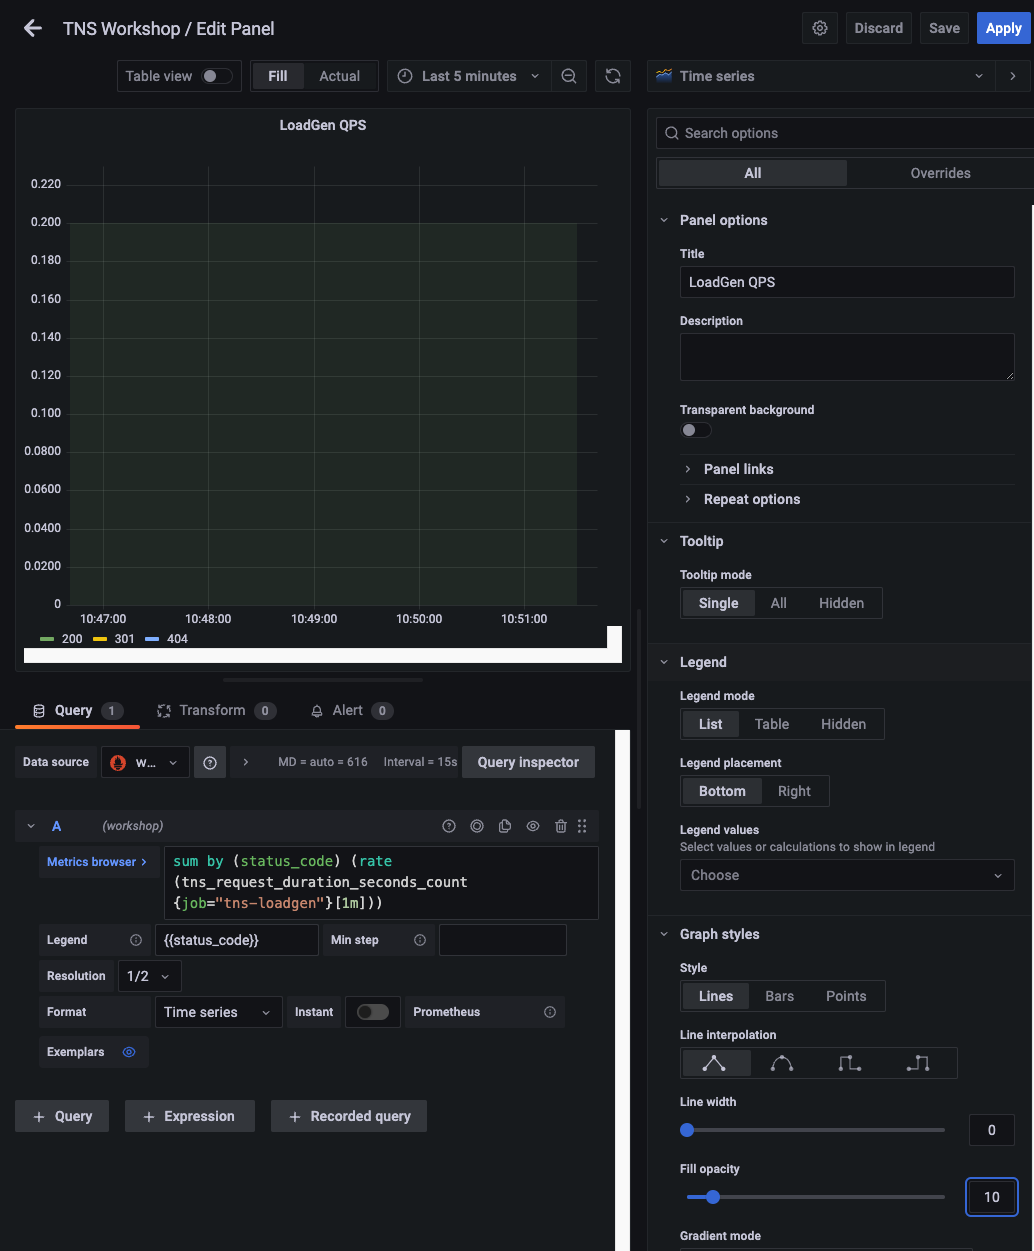 TNS Workshop / Edit Panel
Discard
Save
Apply
Table view
Fill
Actual
Last 5 minutes
Time series
LoadGen QPS
0.220
0.200
0.180
0.160
0.140
0.120
0.100
0.0800
0.0600
0.0400
0.0200
0
10:47:00
10:48:00
10:49:00
10:50:00
10:51:00
200
301
404
Query 1
Transform 0
Alert 0
Data source
w...
MD = auto = 616
Interval = 15s
Query inspector
A
(workshop)
Metrics browser
sum by (status_code) (rate
(tns_request_duration_seconds_count
{job="tns-loadgen"}[1m]))
Legend
{{status_code}}
Min step
Resolution
1/2
Format
Time series
Instant
Prometheus
Exemplars
+ Query
+ Expression
+ Recorded query
Search options
All
Overrides
Panel options
Title
LoadGen QPS
Description
Transparent background
Panel links
Repeat options
Tooltip
Tooltip mode
Single
All
Hidden
Legend
Legend mode
List
Table
Hidden
Legend placement
Bottom
Right
Legend values
Select values or calculations to show in legend
Choose
Graph styles
Style
Lines
Bars
Points
Line interpolation
Line width
0
Fill opacity
10
Gradient mode